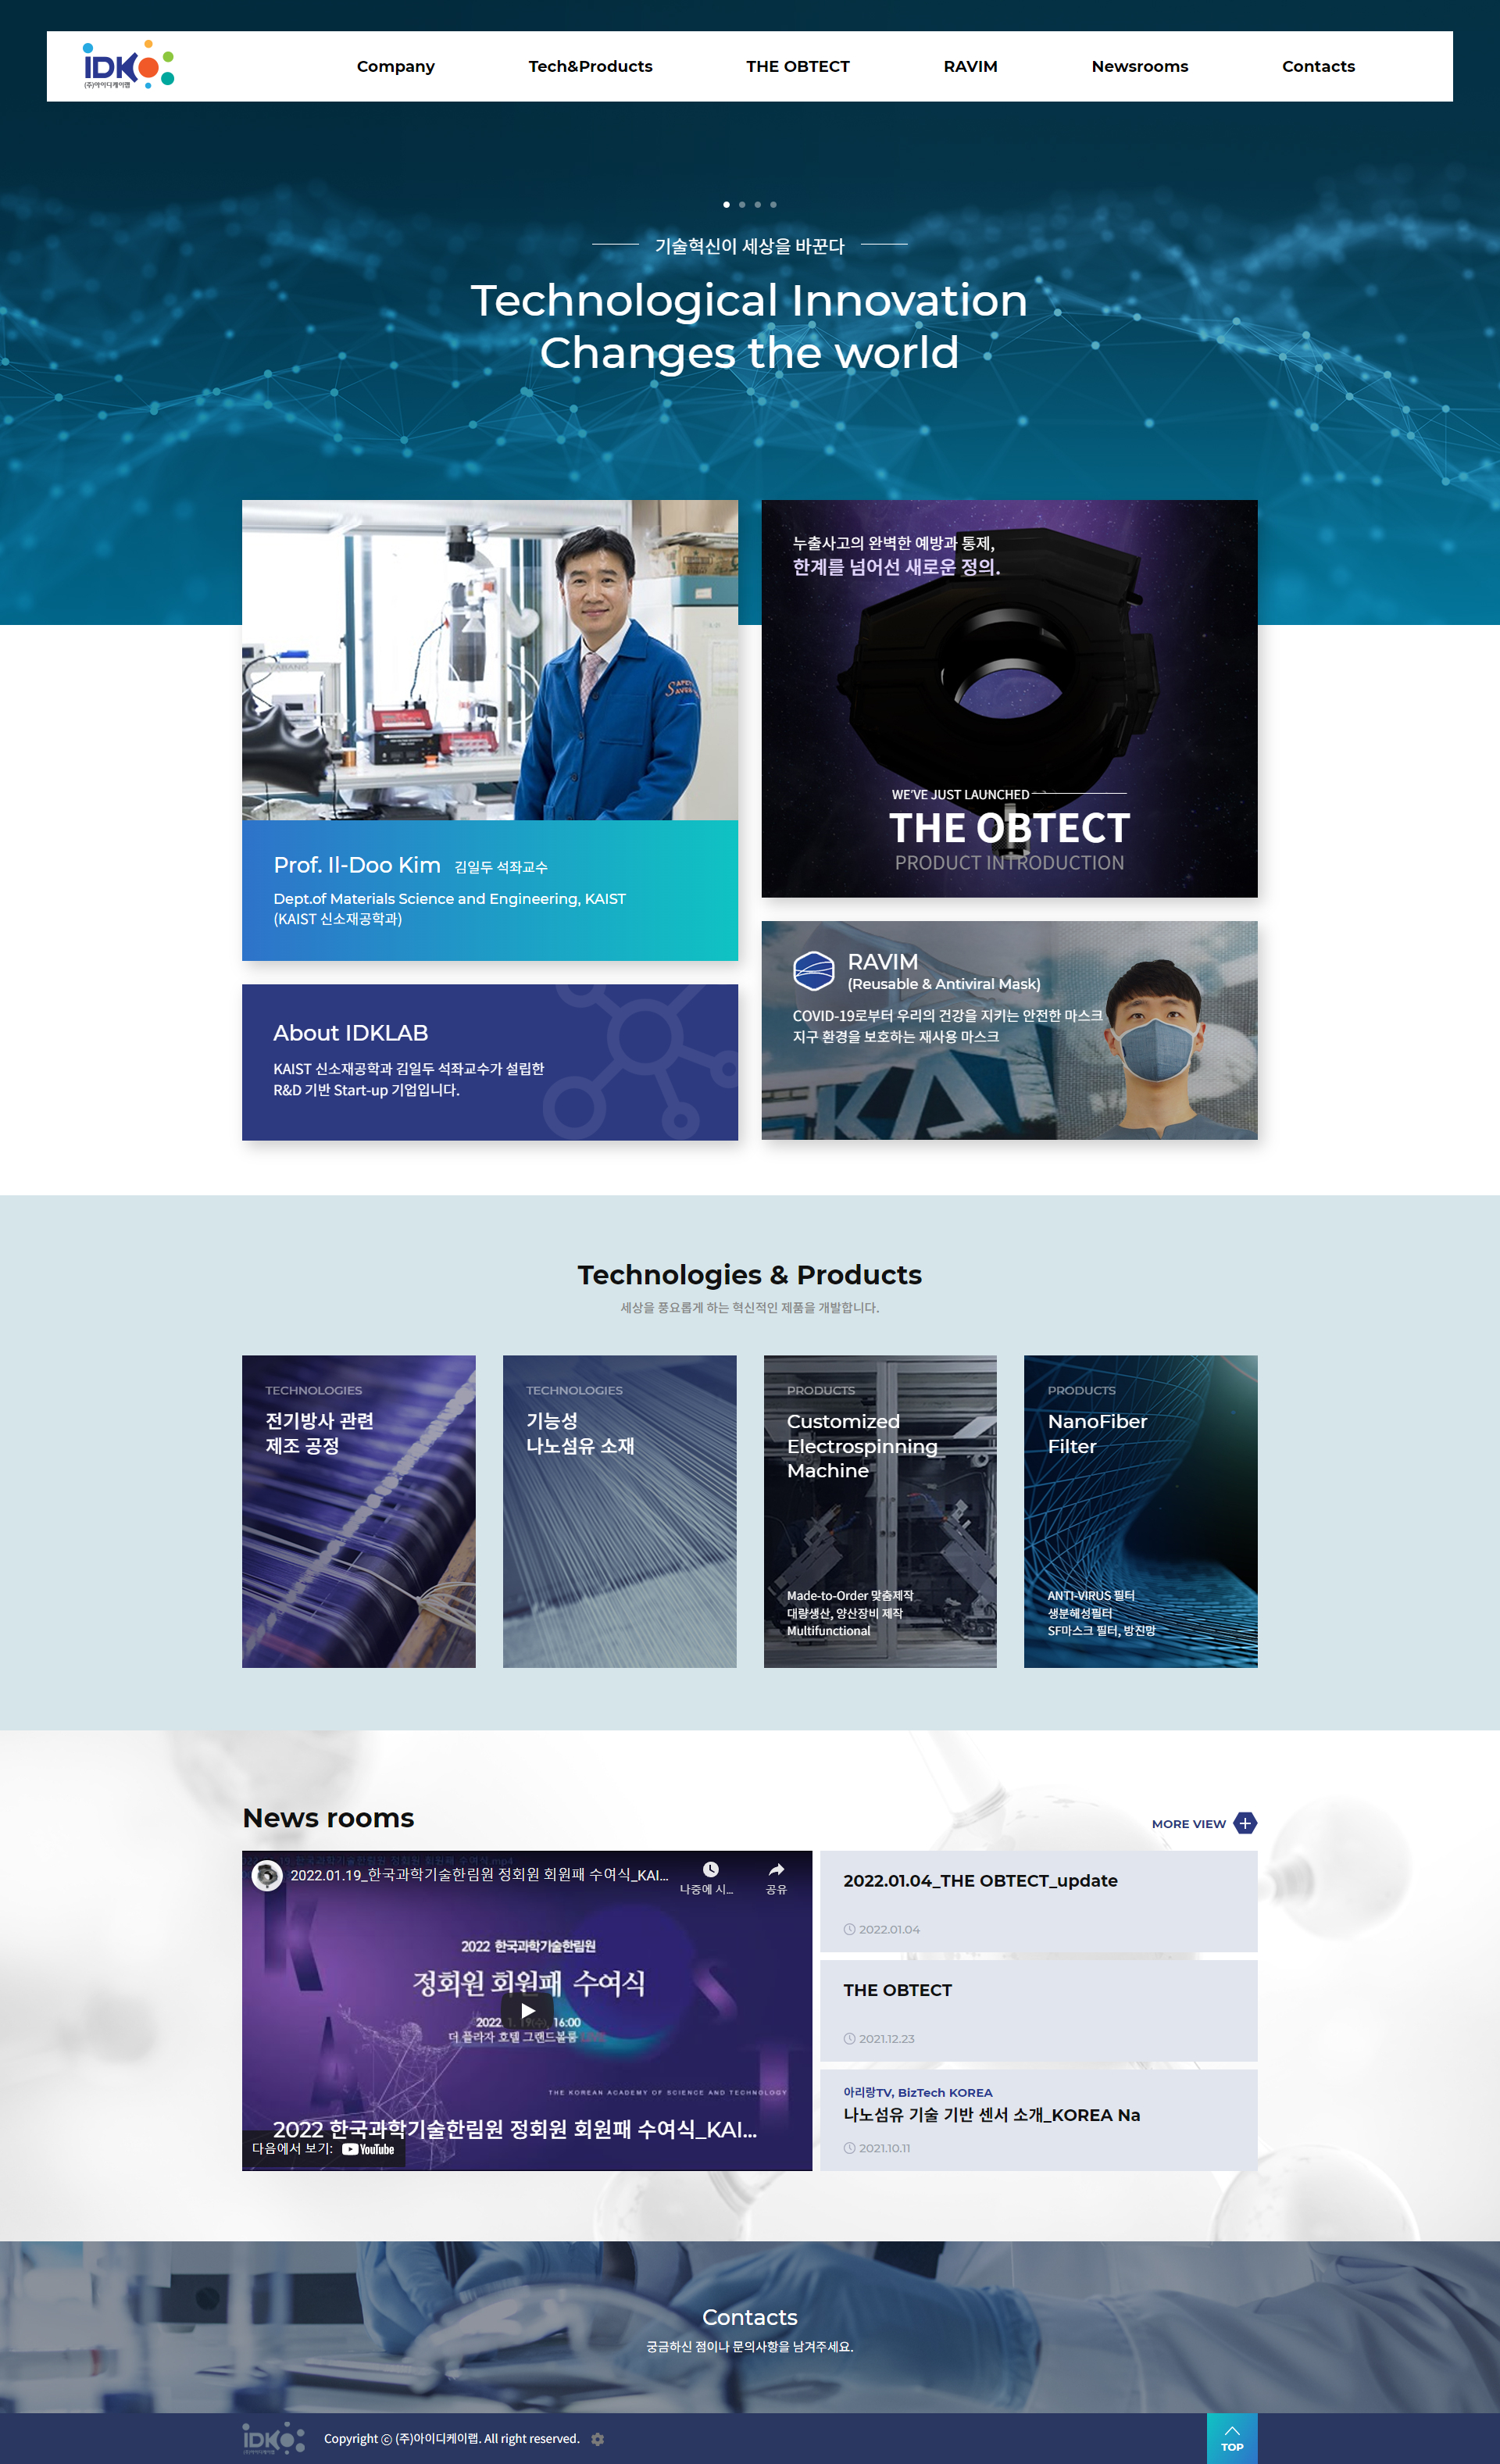 IDK
(주)아이디케이랩
Company
Tech&Products
THE OBTECT
RAVIM
Newsrooms
Contacts
기술혁신이 세상을 바꾼다
Technological Innovation
Changes the world
누출사고의 완벽한 예방과 통제,
한계를 넘어선 새로운 정의.
WE'VE JUST LAUNCHED
THE OBTECT
PRODUCT INTRODUCTION
Prof. Il-Doo Kim 김일두 석좌교수
Dept.of Materials Science and Engineering, KAIST
(KAIST 신소재공학과)
About IDKLAB
KAIST 신소재공학과 김일두 석좌교수가 설립한
R&D 기반 Start-up 기업입니다.
RAVIM
(Reusable & Antiviral Mask)
COVID-19로부터 우리의 건강을 지키는 안전한 마스크
지구 환경을 보호하는 재사용 마스크
Technologies & Products
세상을 풍요롭게 하는 혁신적인 제품을 개발합니다.
TECHNOLOGIES
전기방사 관련
제조 공정
TECHNOLOGIES
기능성
나노섬유 소재
PRODUCTS
Customized
Electrospinning
Machine
Made-to-Order 맞춤제작
대량생산, 양산장비 제작
Multifunctional
PRODUCTS
NanoFiber
Filter
ANTI-VIRUS 필터
생분해성필터
SF마스크 필터, 방진망
News rooms
MORE VIEW
2022.01.19_한국과학기술한림원 정회원 회원패 수여식_KAI...
나중에 시...
공유
2022 한국과학기술한림원
정회원 회원패 수여식
2022. 1. 19(수), 16:00
더 플라자 호텔 그랜드볼룸
THE KOREAN ACADEMY OF SCIENCE AND TECHNOLOGY
2022 한국과학기술한림원 정회원 회원패 수여식_KAI...
다음에서 보기: YouTube
2022.01.04_THE OBTECT_update
2022.01.04
THE OBTECT
2021.12.23
아리랑TV, BizTech KOREA
나노섬유 기술 기반 센서 소개_KOREA Na
2021.10.11
Contacts
궁금하신 점이나 문의사항을 남겨주세요.
IDK
Copyright ⓒ (주)아이디케이랩. All right reserved.
TOP